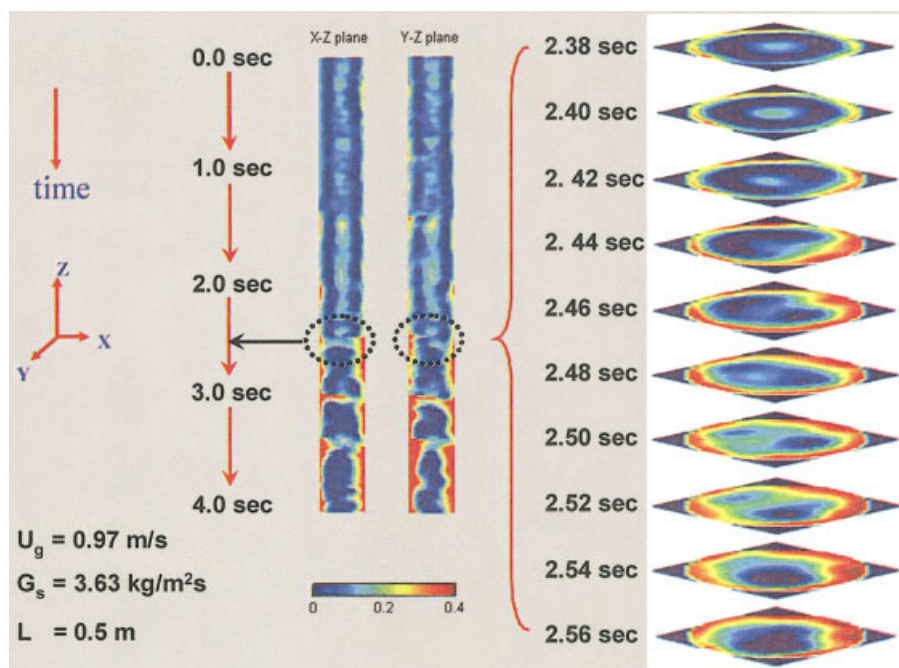 X-Z plane
Y-Z plane
0.0 sec
1.0 sec
2.0 sec
3.0 sec
4.0 sec
time
Z
X
Y
2.38 sec
2.40 sec
2. 42 sec
2. 44 sec
2.46 sec
2.48 sec
2.50 sec
2.52 sec
2.54 sec
2.56 sec
U_g = 0.97 m/s
G_s = 3.63 kg/m²s
L = 0.5 m
0 0.2 0.4